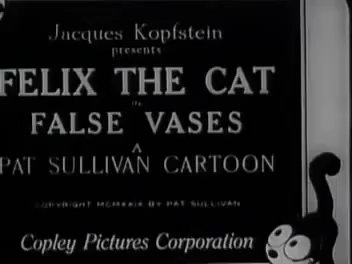 Jacques Kopfstein
presents
FELIX THE CAT
in
FALSE VASES
A
PAT SULLIVAN CARTOON
COPYRIGHT MCMXXIX BY PAT SULLIVAN
Copley Pictures Corporation